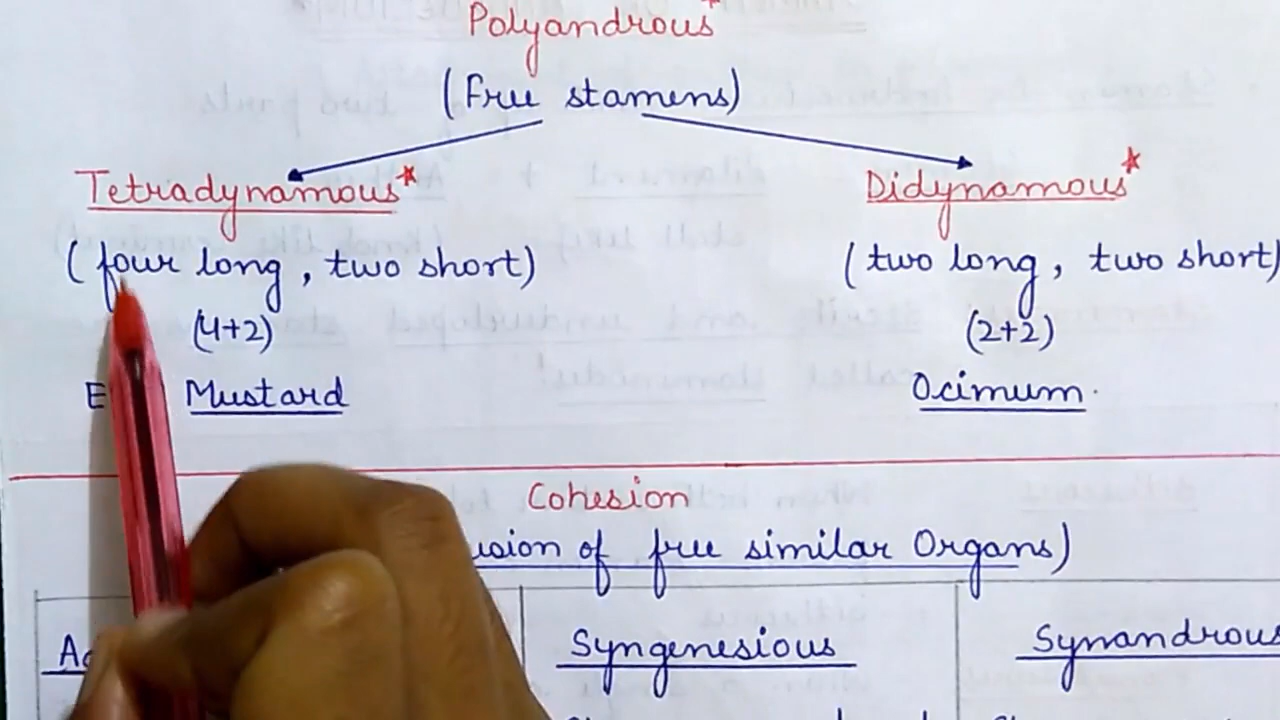 Polyandrous*
(Free stamens)
Tetradynamous* Didynamous*
(four long, two short) (two long, two short)
(4+2) (2+2)
Mustard Ocimum.
Cohesion
of free similar Organs)
Syngenesious Synandrous